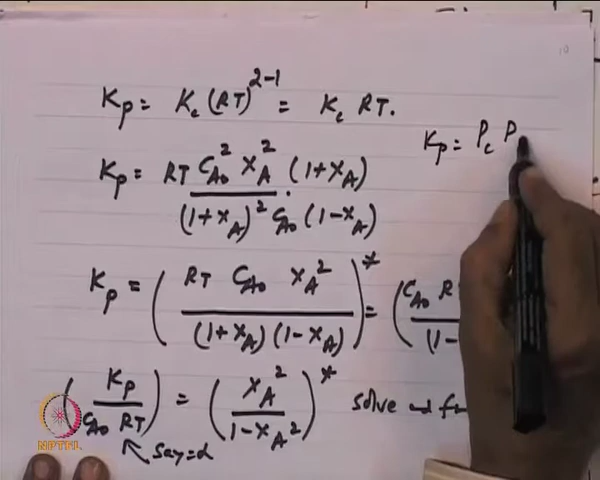 10
Kp = Kc (RT)^2-1 = Kc RT.
Kp = Pc P
Kp = RT CA0^2 XA^2 (1+XA) / (1+XA)^2 CA0 (1-XA)
Kp = (RT CA0 XA^2 / (1+XA)(1-XA))* = (CA0 R / (1-
(Kp / CA0 RT) = (XA^2 / 1-XA^2)* solve
Say = α
NPTEL